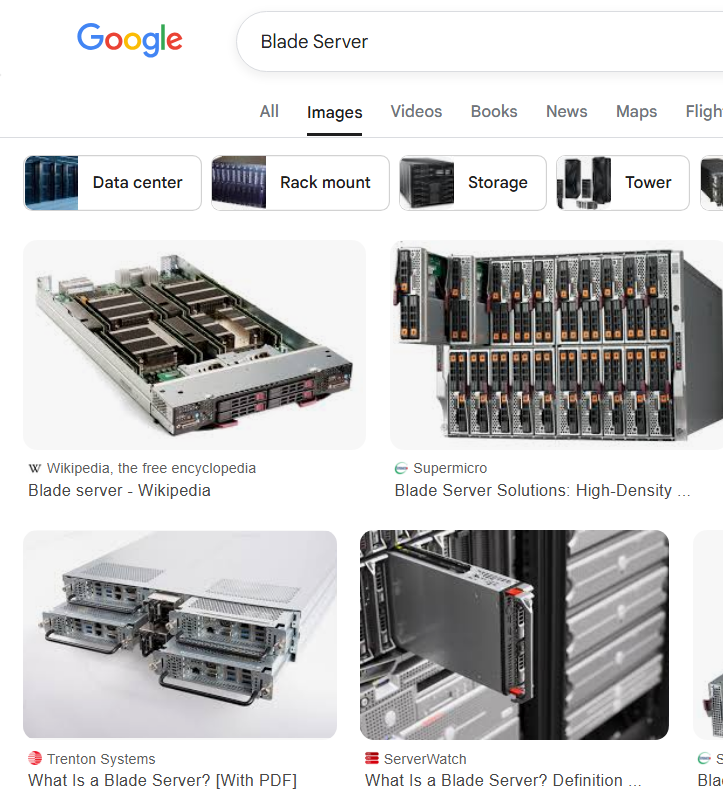 Google
Blade Server
All Images Videos Books News Maps Fligh
Data center Rack mount Storage Tower
W Wikipedia, the free encyclopedia
Blade server - Wikipedia
Supermicro
Blade Server Solutions: High-Density ...
Trenton Systems
What Is a Blade Server? [With PDF]
ServerWatch
What Is a Blade Server? Definition ...
S
Blad